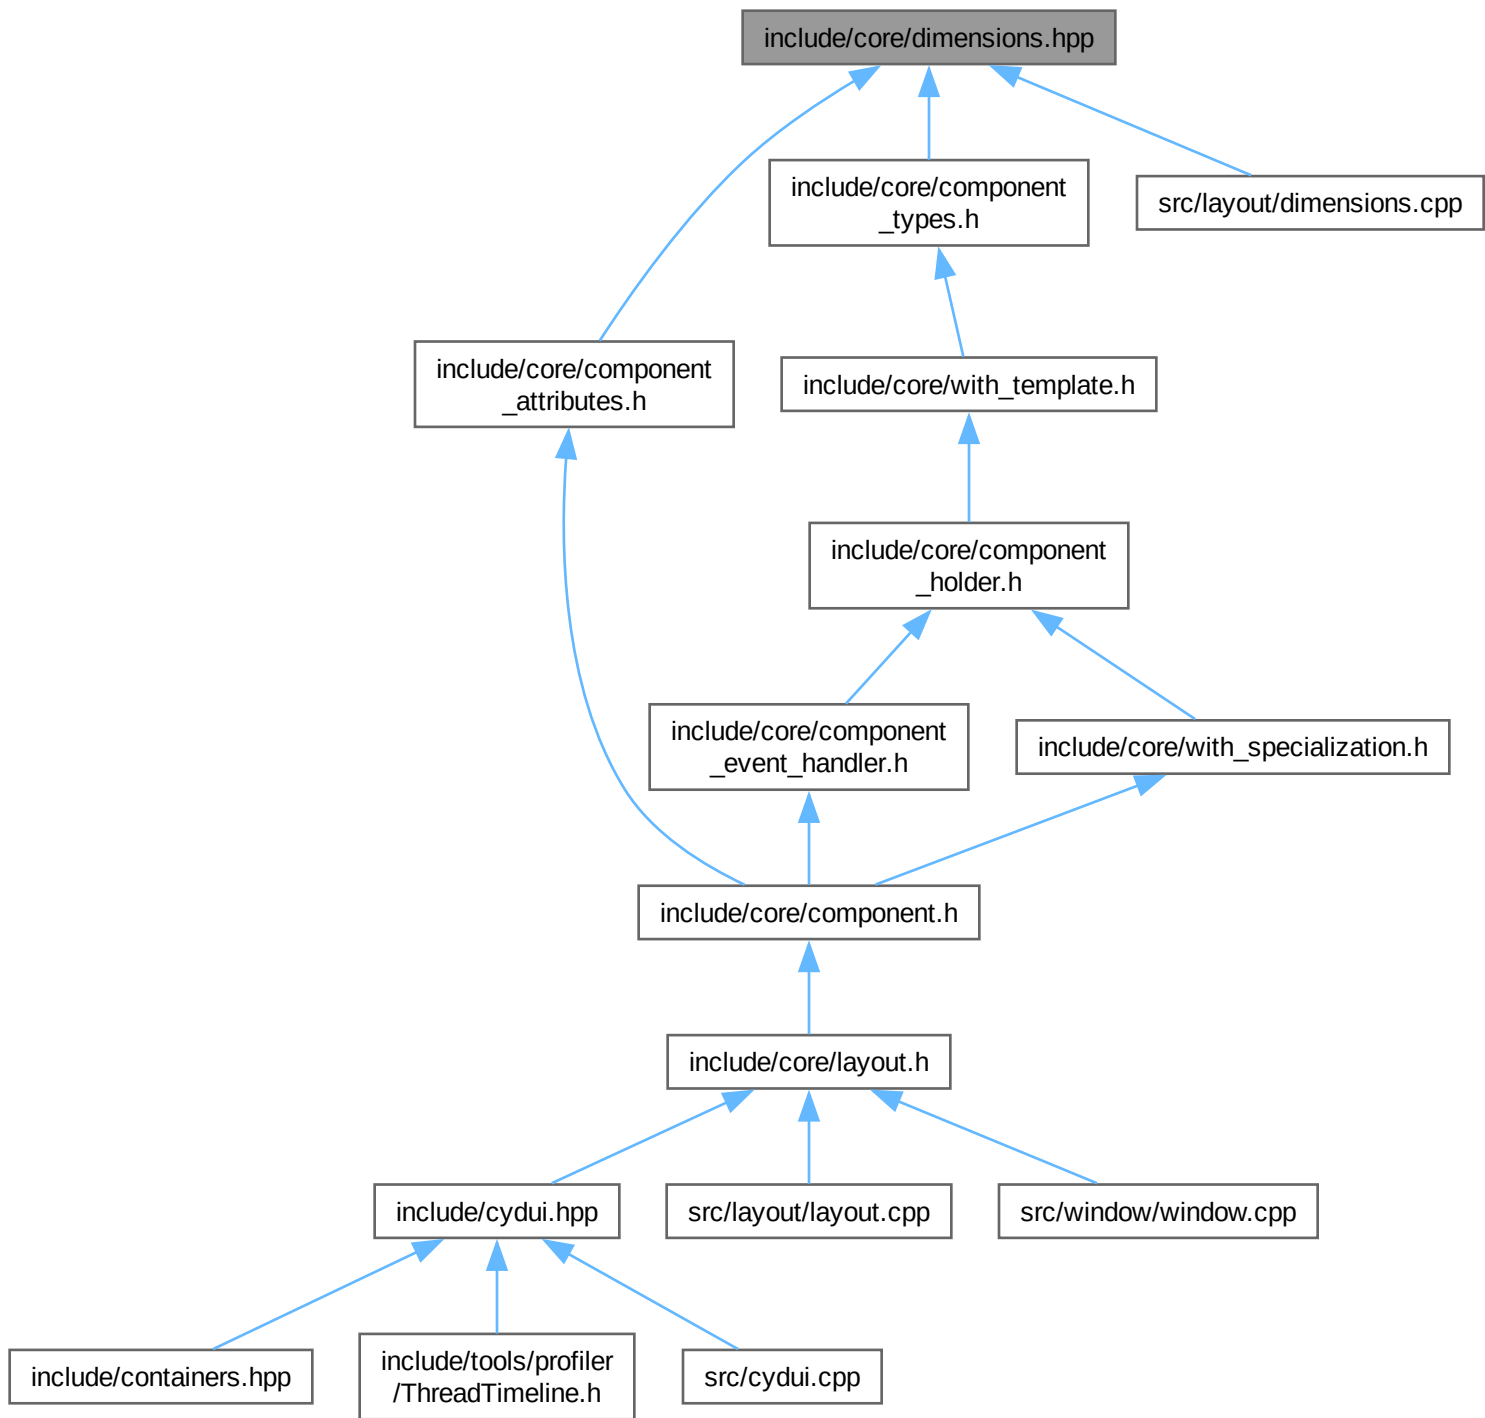 include/core/dimensions.hpp
include/core/component
_types.h
src/layout/dimensions.cpp
include/core/component
_attributes.h
include/core/with_template.h
include/core/component
_holder.h
include/core/component
_event_handler.h
include/core/with_specialization.h
include/core/component.h
include/core/layout.h
include/cydui.hpp
src/layout/layout.cpp
src/window/window.cpp
include/containers.hpp
include/tools/profiler
/ThreadTimeline.h
src/cydui.cpp